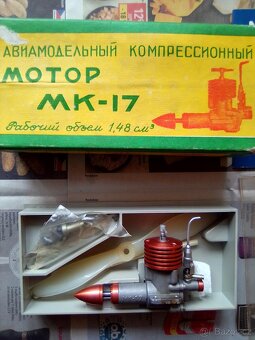 АВИАМОДЕЛЬНЫЙ КОМПРЕССИОННЫЙ
МОТОР
МК-17
Рабочий объем 1,48 см³